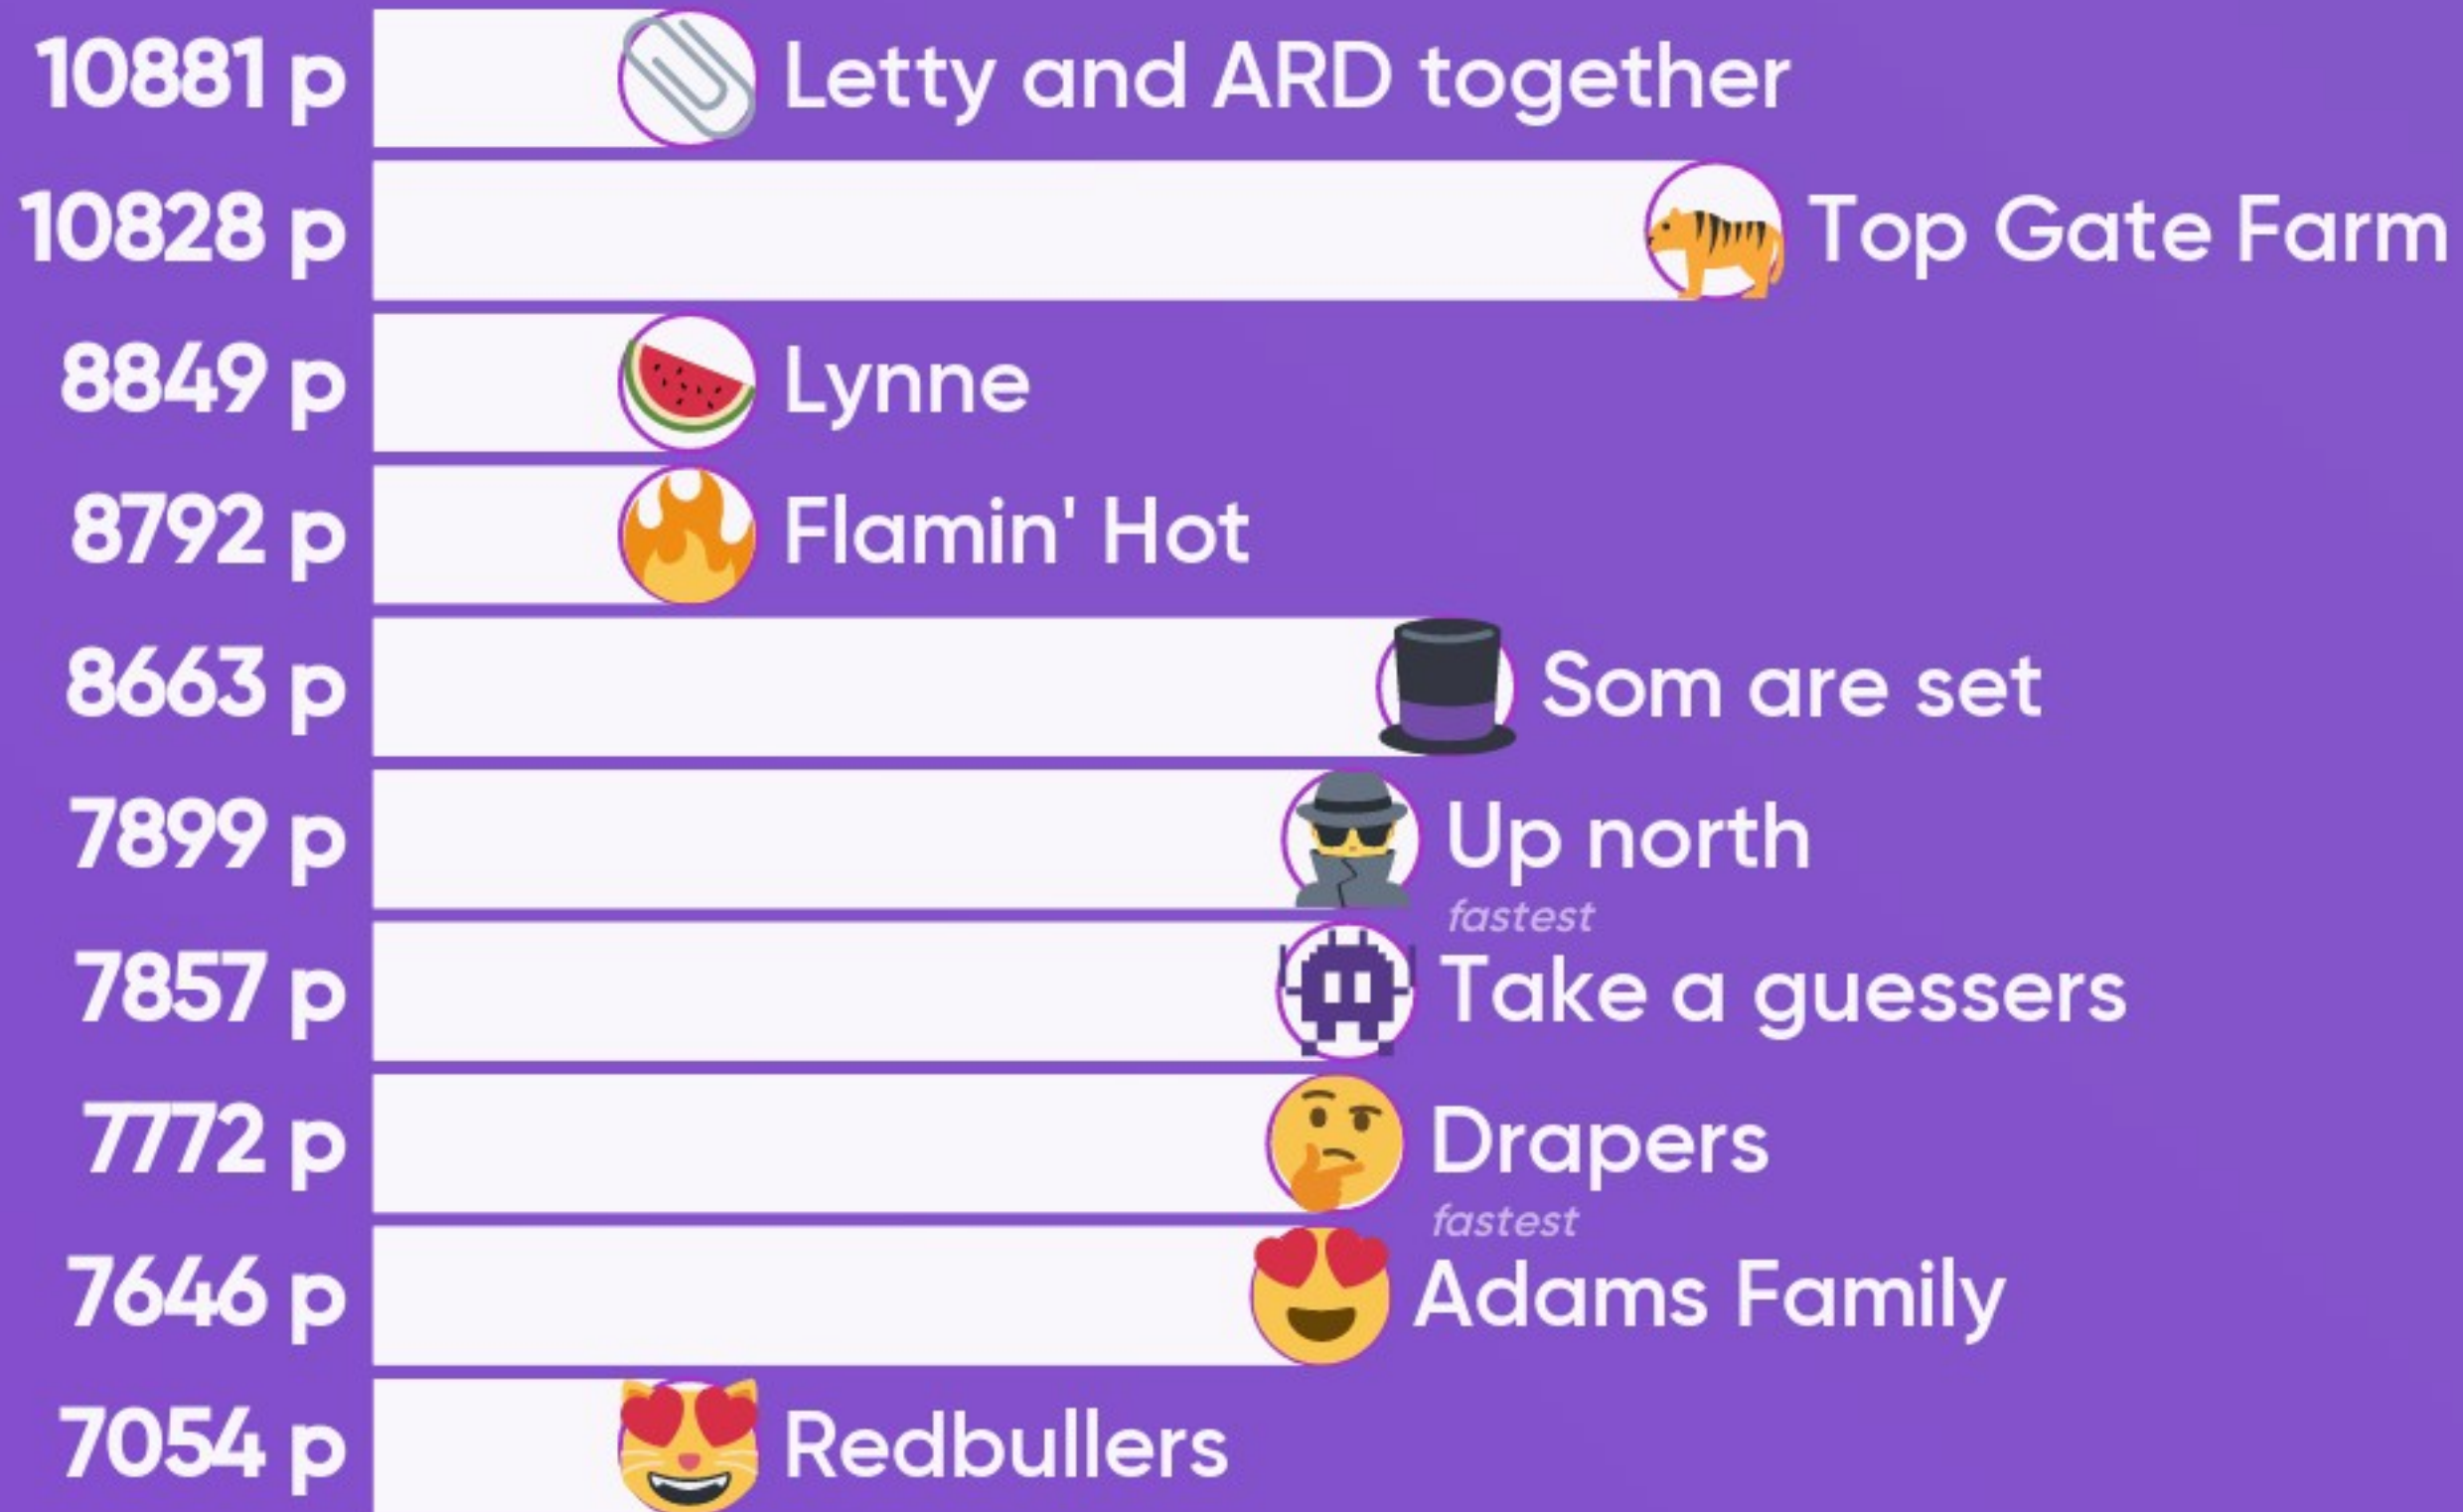 10881 p Letty and ARD together
10828 p Top Gate Farm
8849 p Lynne
8792 p Flamin' Hot
8663 p Som are set
7899 p Up north
fastest
7857 p Take a guessers
7772 p Drapers
fastest
7646 p Adams Family
7054 p Redbullers